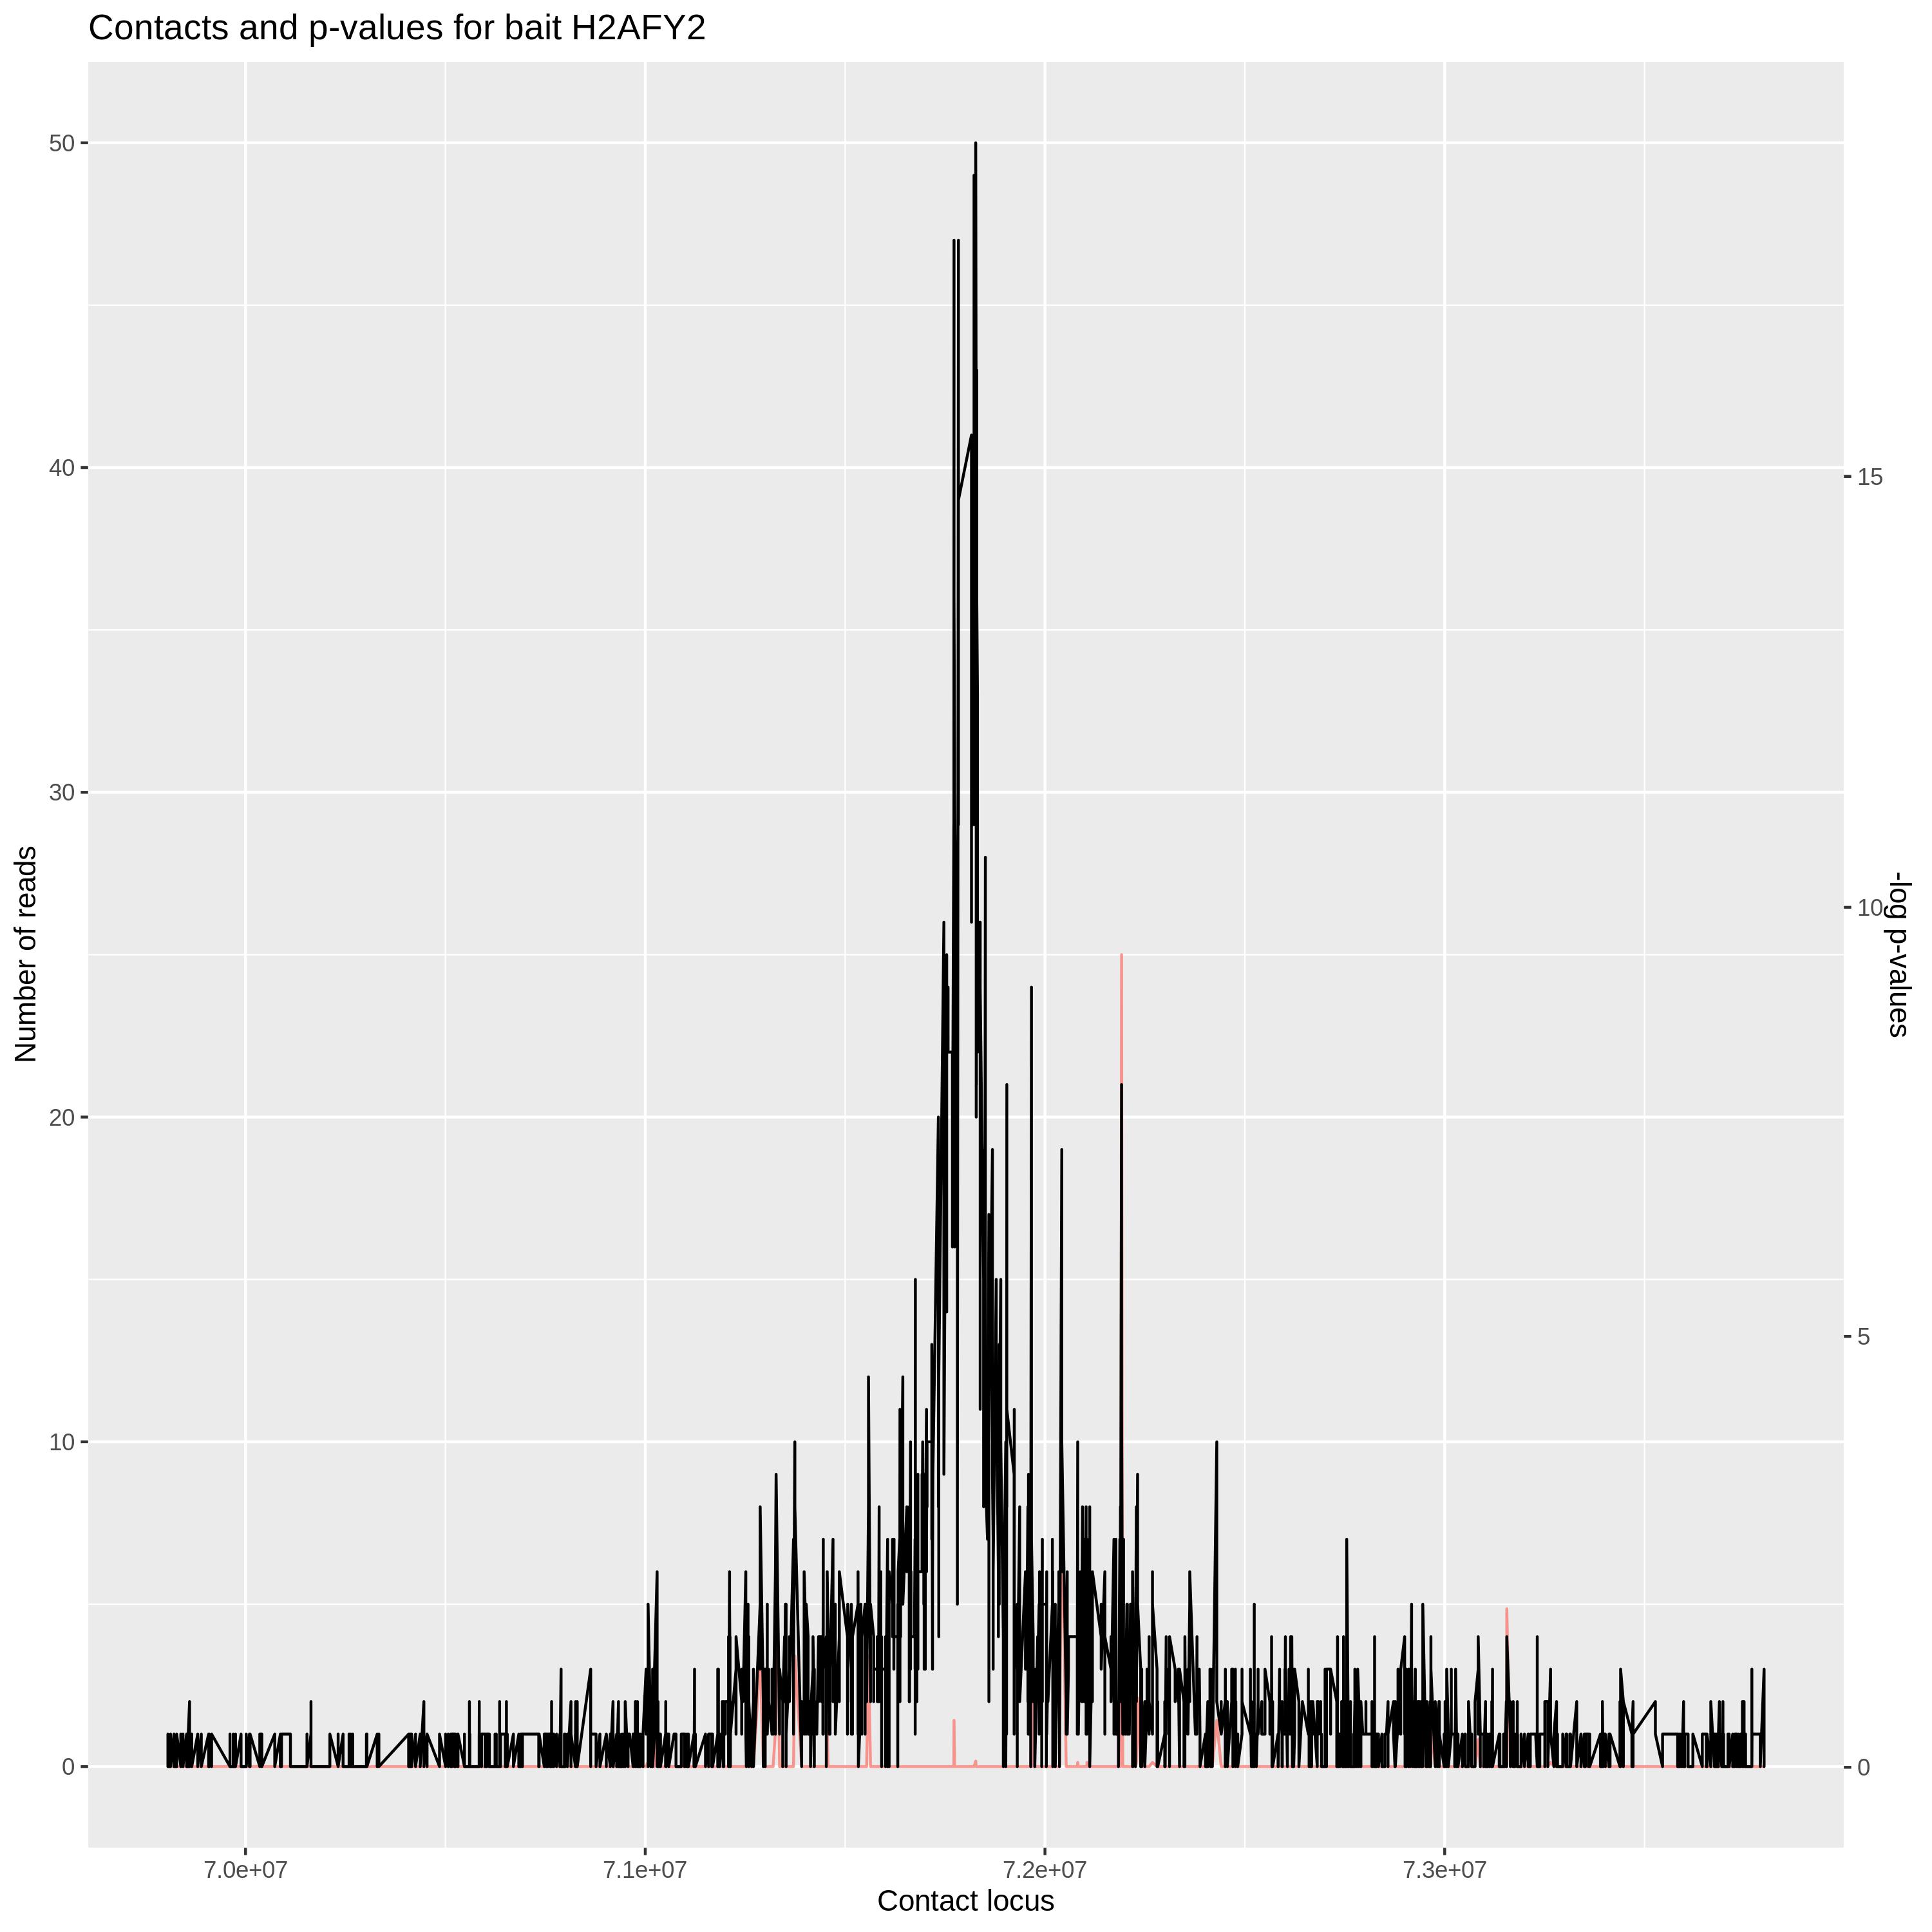 Contacts and p-values for bait H2AFY2
50
40
30
20
10
0
Number of reads
15
10
5
0
-log p-values
7.0e+07 7.1e+07 7.2e+07 7.3e+07
Contact locus